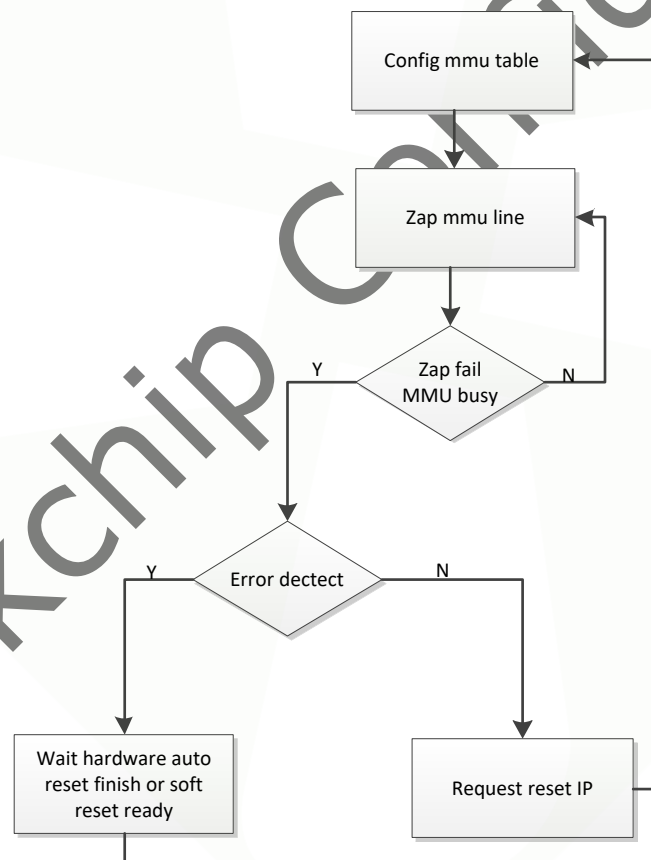 Config mmu table
Zap mmu line
Zap fail
MMU busy
Y
N
Error dectect
Y
N
Wait hardware auto
reset finish or soft
reset ready
Request reset IP